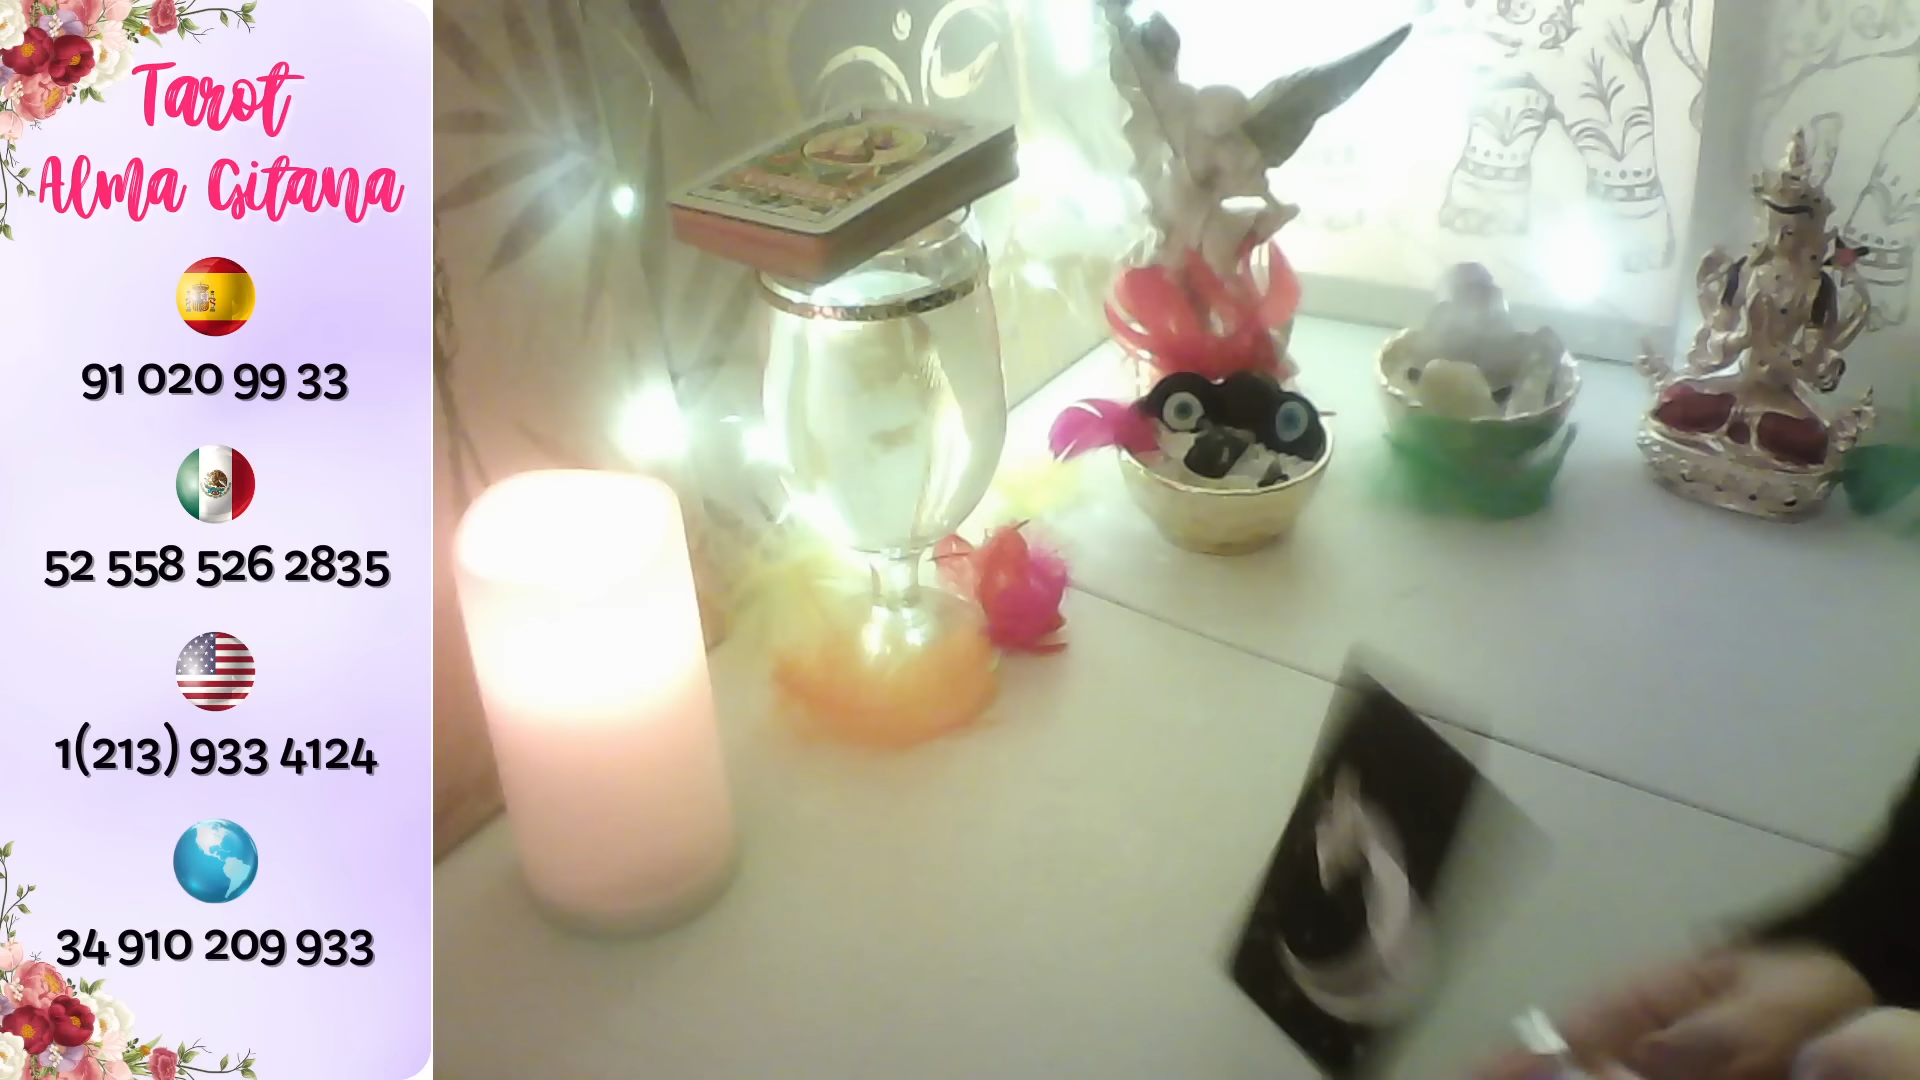 Tarot
Alma Gitana
91 020 99 33
52 558 526 2835
1(213) 933 4124
34 910 209 933